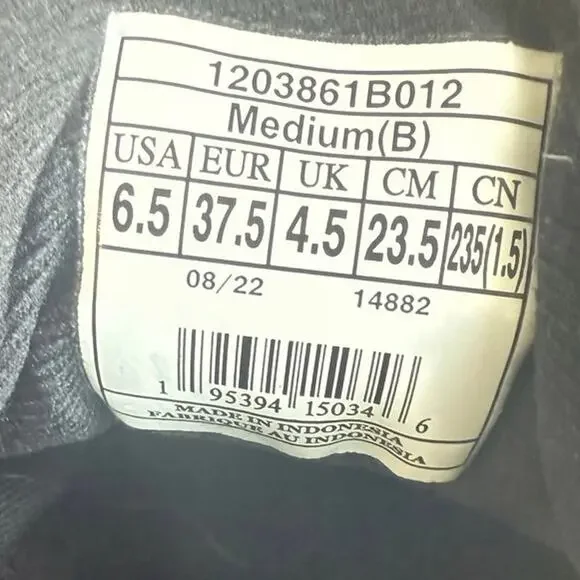 1203861B012
Medium(B)
USA EUR UK CM CN
6.5 37.5 4.5 23.5 235(1.5)
08/22 14882
1 95394 15034 6
MADE IN INDONESIA
FABRIQUE AU INDONESIA